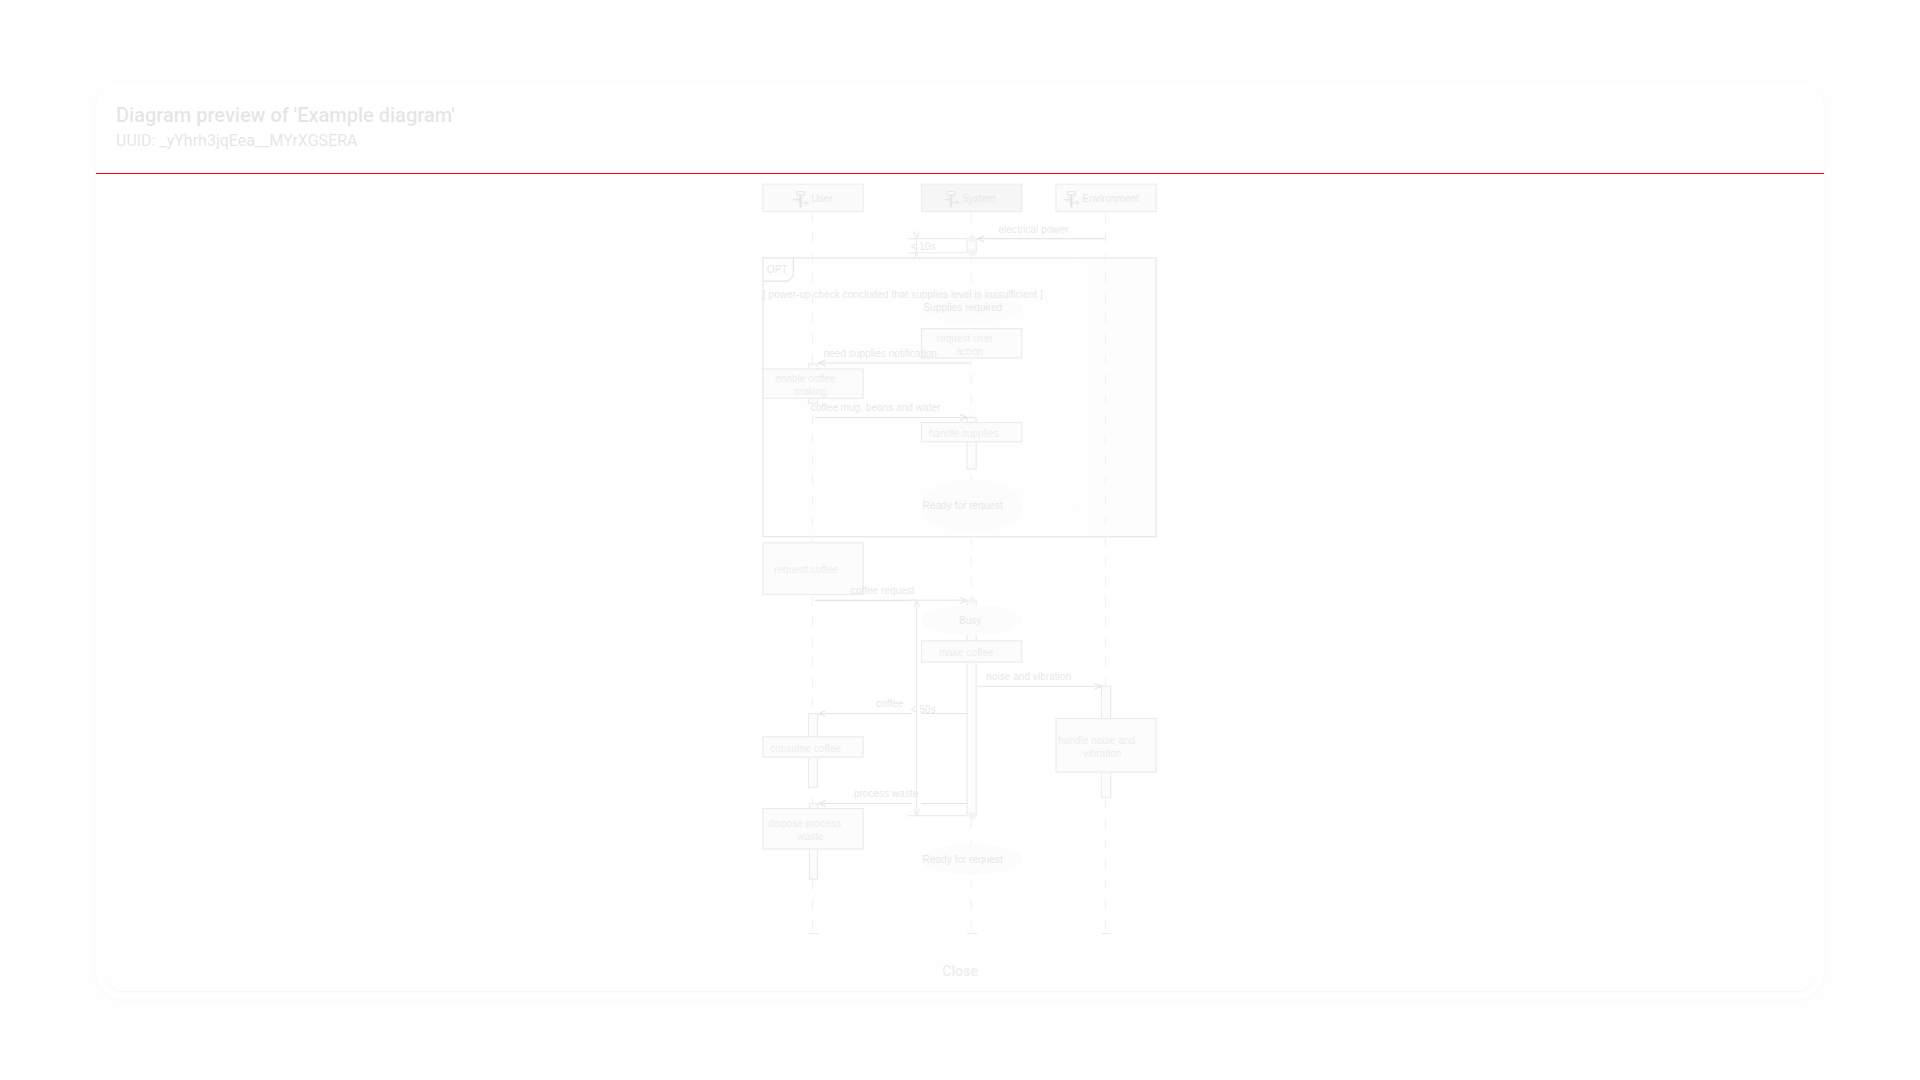 Diagram preview of 'Example diagram'
UUID: _yYhrh3jqEea__MYrXGSERA
User
System
Environment
electrical power
< 10s
OPT
[ power-up check concluded that supplies level is inssufficient ]
Supplies required
request user
action
need supplies notification
enable coffee
making
coffee mug, beans and water
handle supplies
Ready for request
request coffee
coffee request
Busy
make coffee
noise and vibration
coffee
< 50s
handle noise and
vibration
consume coffee
process waste
dispose process
waste
Ready for request
Close